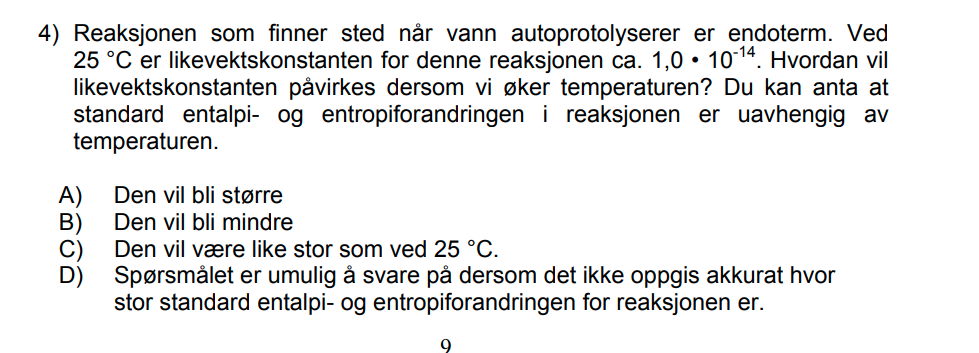 4) Reaksjonen som finner sted når vann autoprotolyserer er endoterm. Ved
25 °C er likevektskonstanten for denne reaksjonen ca. 1,0 • 10⁻¹⁴. Hvordan vil
likevektskonstanten påvirkes dersom vi øker temperaturen? Du kan anta at
standard entalpi- og entropiforandringen i reaksjonen er uavhengig av
temperaturen.
A) Den vil bli større
B) Den vil bli mindre
C) Den vil være like stor som ved 25 °C.
D) Spørsmålet er umulig å svare på dersom det ikke oppgis akkurat hvor
stor standard entalpi- og entropiforandringen for reaksjonen er.
9